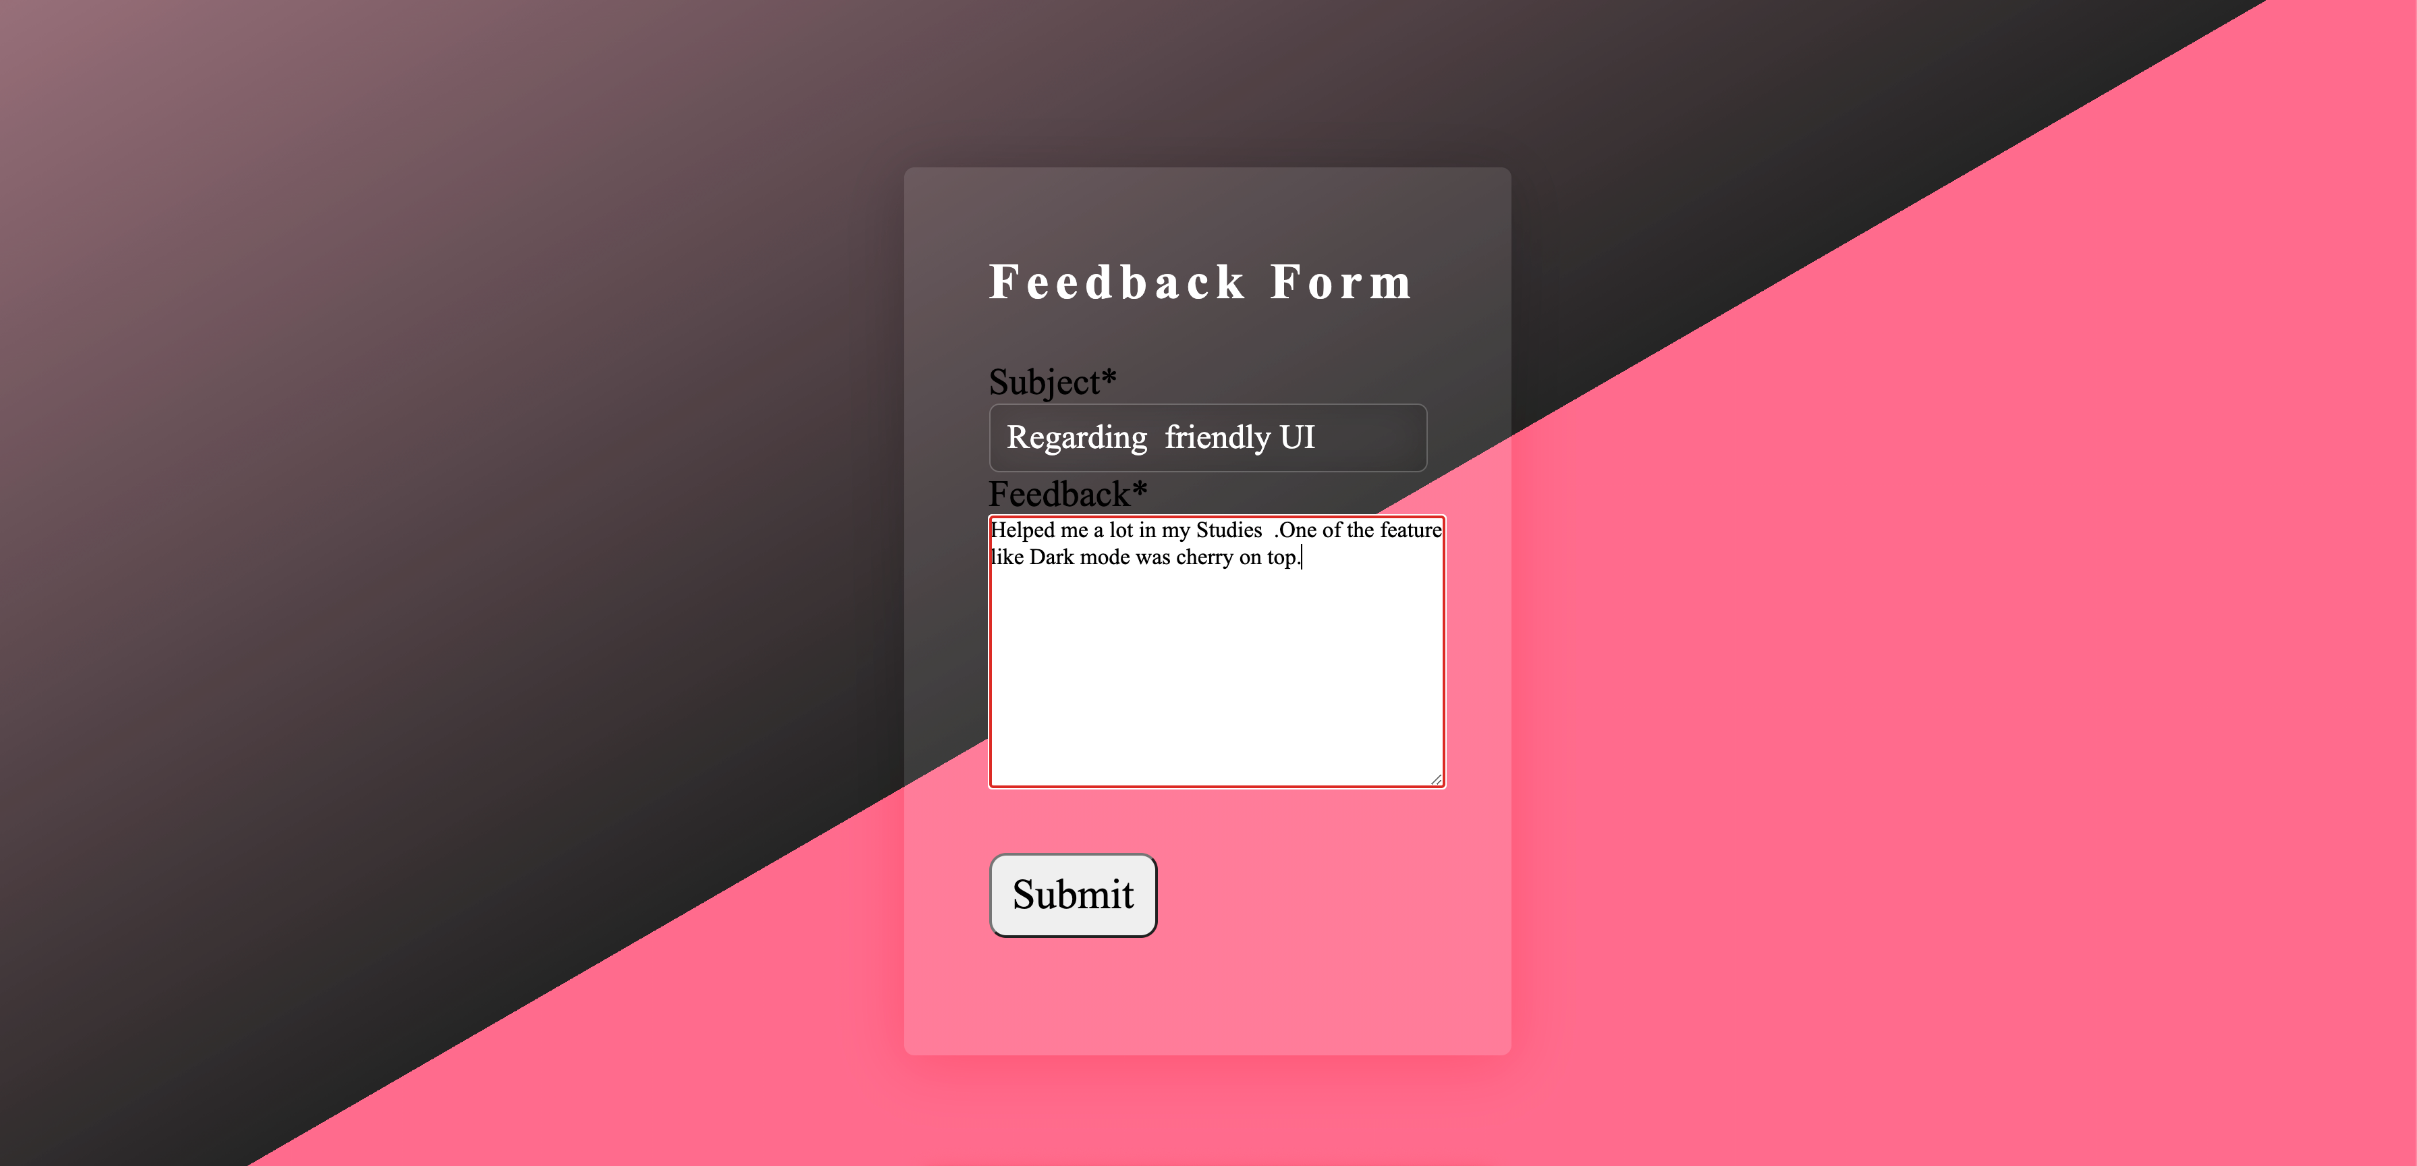 Feedback Form
Subject*
Regarding  friendly UI
Feedback*
Helped me a lot in my Studies  .One of the feature
like Dark mode was cherry on top.
Submit